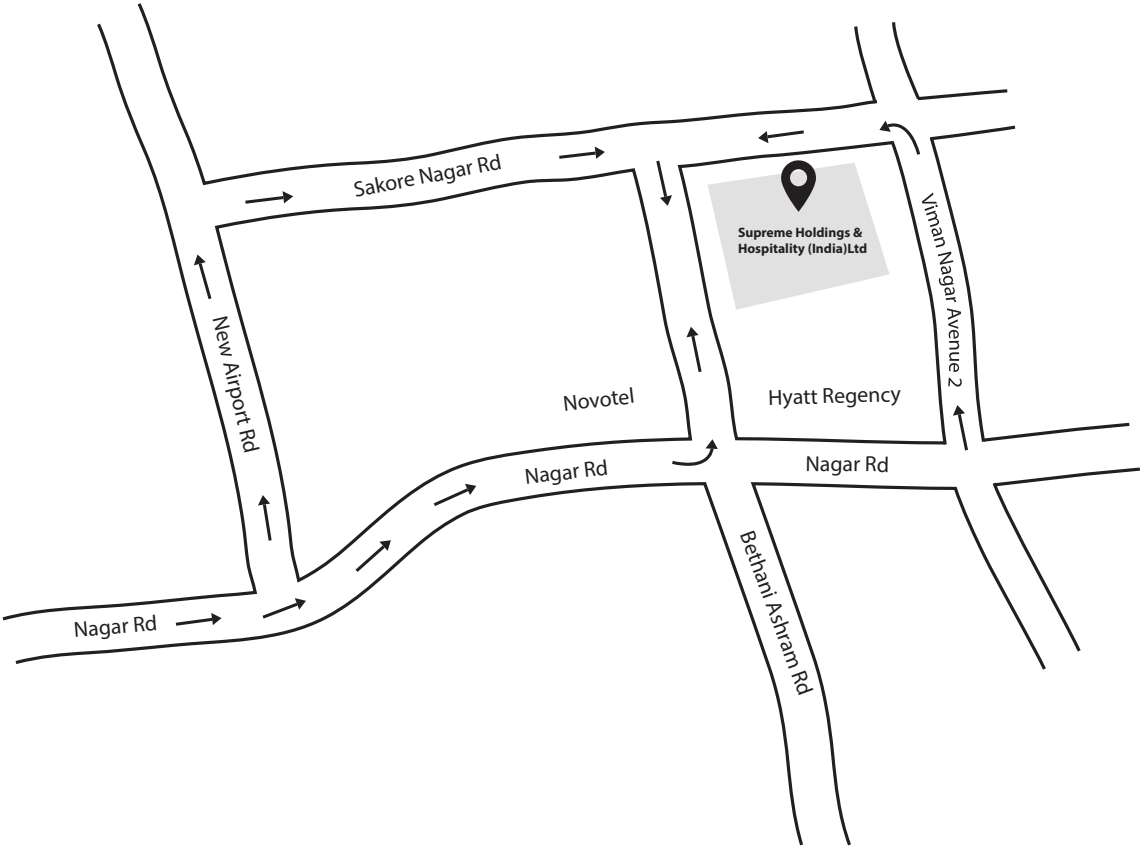 Sakore Nagar Rd
Supreme Holdings &
Hospitality (India)Ltd
Viman Nagar Avenue 2
New Airport Rd
Novotel
Hyatt Regency
Nagar Rd
Nagar Rd
Bethani Ashram Rd
Nagar Rd